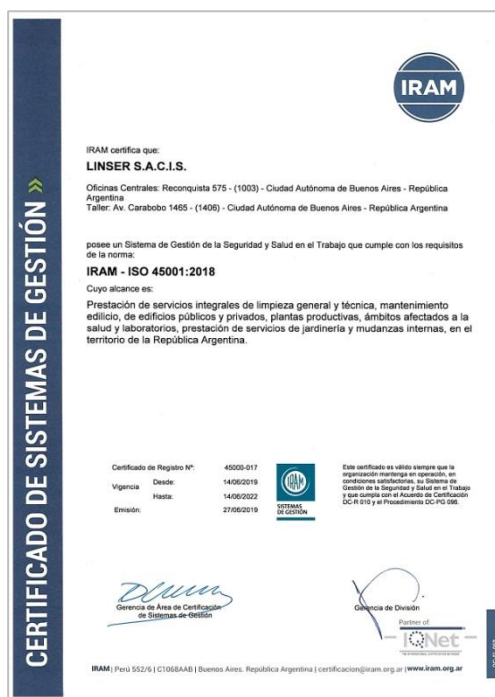 IRAM
IRAM certifica que:
LINSER S.A.C.I.S.
Oficinas Centrales: Reconquista 575 - (1003) - Ciudad Autónoma de Buenos Aires - República
Argentina
Taller: Av. Carabobo 1465 - (1406) - Ciudad Autónoma de Buenos Aires - República Argentina
posee un Sistema de Gestión de la Seguridad y Salud en el Trabajo que cumple con los requisitos
de la norma:
IRAM - ISO 45001:2018
Cuyo alcance es:
Prestación de servicios integrales de limpieza general y técnica, mantenimiento
edilicio, de edificios públicos y privados, plantas productivas, ámbitos afectados a la
salud y laboratorios, prestación de servicios de jardinería y mudanzas internas, en el
territorio de la República Argentina.
CERTIFICADO DE SISTEMAS DE GESTIÓN »
Certificado de Registro Nº: 45000-017
Vigencia Desde: 14/06/2019
Hasta: 14/06/2022
Emisión: 27/06/2019
IRAM
SISTEMAS
DE GESTIÓN
Este certificado es válido siempre que la
organización mantenga en operación, en
condiciones satisfactorias, su Sistema de
Gestión de la Seguridad y Salud en el Trabajo
y que cumpla con el Acuerdo de Certificación
DC-R 010 y el Procedimiento DC-PG 096.
Gerencia de Área de Certificación
de Sistemas de Gestión
Gerencia de División
Partner of
IQNet
IRAM | Perú 552/6 | C1068AAB | Buenos Aires. República Argentina | certificacion@iram.org.ar | www.iram.org.ar